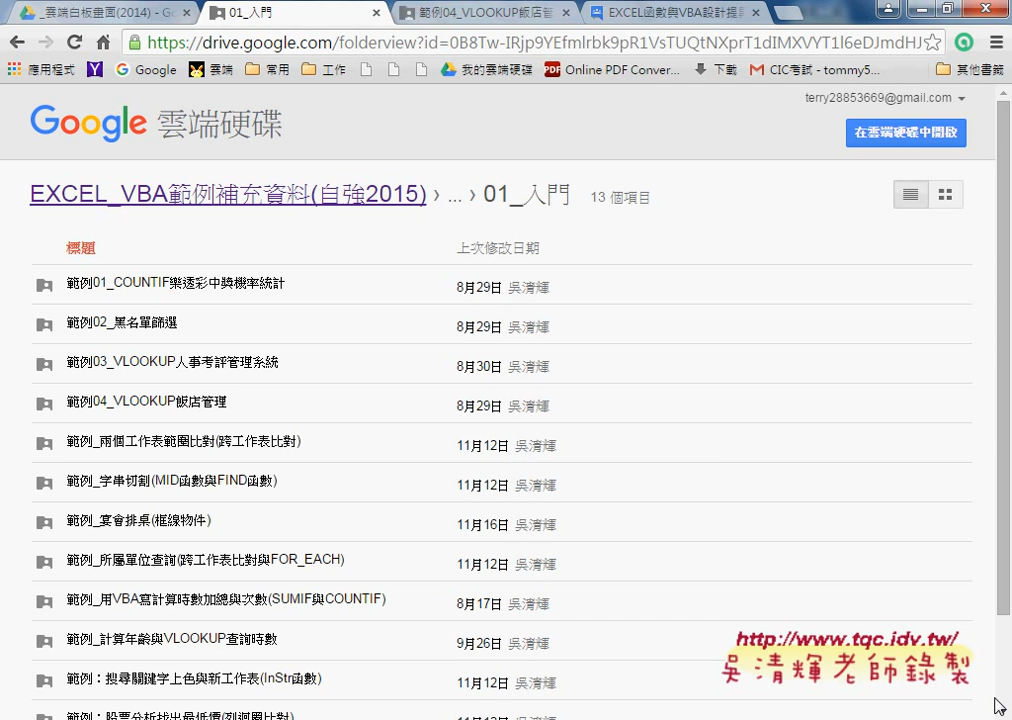 _雲端白板畫面(2014) - Go
01_入門
範例04_VLOOKUP飯店管
EXCEL函數與VBA設計提
https://drive.google.com/folderview?id=0B8Tw-IRjp9YEfmlrbk9pR1VsTUQtNXprT1dIMXVYT1l6eDJmdHJ
應用程式
Google
雲端
常用
工作
我的雲端硬碟
Online PDF Conver...
下載
CIC考試 - tommy5...
其他書籤
terry28853669@gmail.com
Google 雲端硬碟
在雲端硬碟中開啟
EXCEL_VBA範例補充資料(自強2015) › ... › 01_入門 13 個項目
標題 上次修改日期
範例01_COUNTIF樂透彩中獎機率統計 8月29日 吳清輝
範例02_黑名單篩選 8月29日 吳清輝
範例03_VLOOKUP人事考評管理系統 8月30日 吳清輝
範例04_VLOOKUP飯店管理 8月29日 吳清輝
範例_兩個工作表範圍比對(跨工作表比對) 11月12日 吳清輝
範例_字串切割(MID函數與FIND函數) 11月12日 吳清輝
範例_宴會排桌(框線物件) 11月16日 吳清輝
範例_所屬單位查詢(跨工作表比對與FOR_EACH) 11月12日 吳清輝
範例_用VBA寫計算時數加總與次數(SUMIF與COUNTIF) 8月17日 吳清輝
範例_計算年齡與VLOOKUP查詢時數 9月26日 吳清輝
範例：搜尋關鍵字上色與新工作表(InStr函數) 11月12日 吳清輝
範例：股票分析找出最低價(列迴圈比對)
http://www.tqc.idv.tw/
吳清輝老師錄製